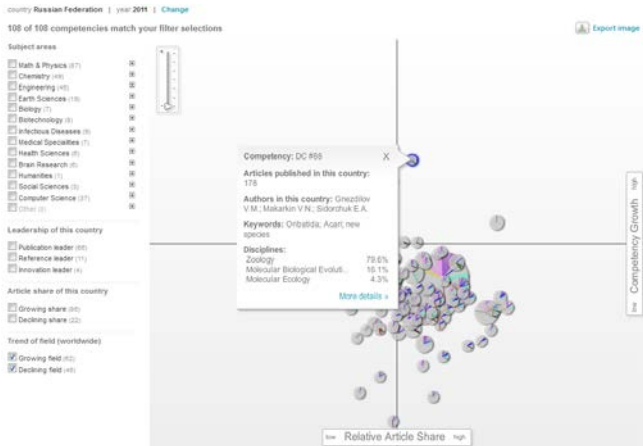 country Russian Federation | year 2011 | Change
108 of 108 competencies match your filter selections
Export image
Subject areas
Math & Physics (87)
Chemistry (49)
Engineering (46)
Earth Sciences (19)
Biology (7)
Biotechnology (8)
Infectious Diseases (9)
Medical Specialities (7)
Health Sciences (6)
Brain Research (6)
Humanities (1)
Social Sciences (3)
Computer Science (37)
Other (0)
Leadership of this country
Publication leader (66)
Reference leader (11)
Innovation leader (4)
Article share of this country
Growing share (86)
Declining share (22)
Trend of field (worldwide)
Growing field (62)
Declining field (46)
Competency: DC #86 X
Articles published in this country:
178
Authors in this country: Gnezdilov
V.M.; Makarkin V.N.; Sidorchuk E.A.
Keywords: Oribatida; Acari; new
species
Disciplines:
Zoology 79.6%
Molecular Biological Evoluti... 16.1%
Molecular Ecology 4.3%
More details »
low Competency Growth high
low Relative Article Share high